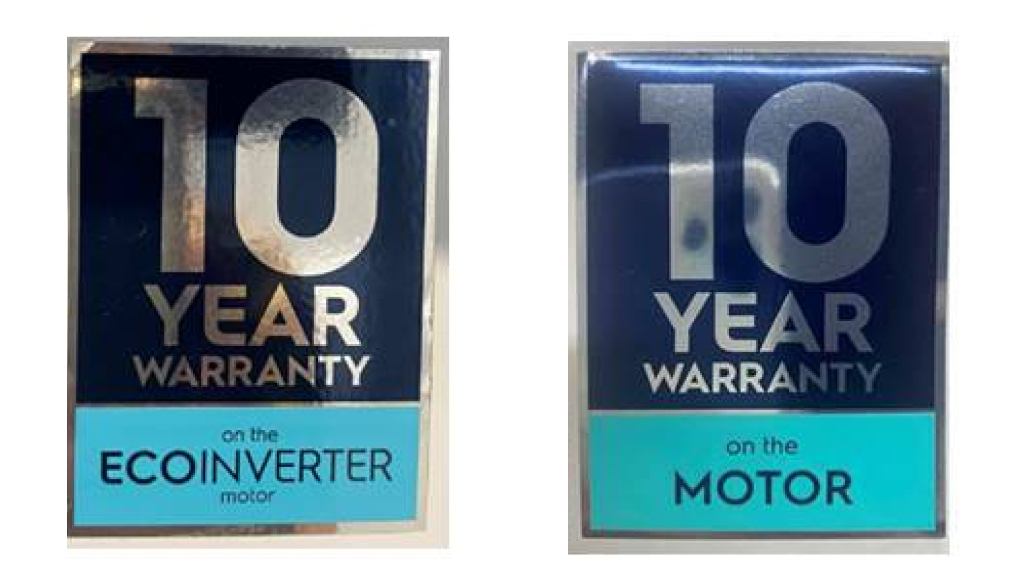 10
YEAR
WARRANTY
on the
ECOINVERTER
motor
10
YEAR
WARRANTY
on the
MOTOR